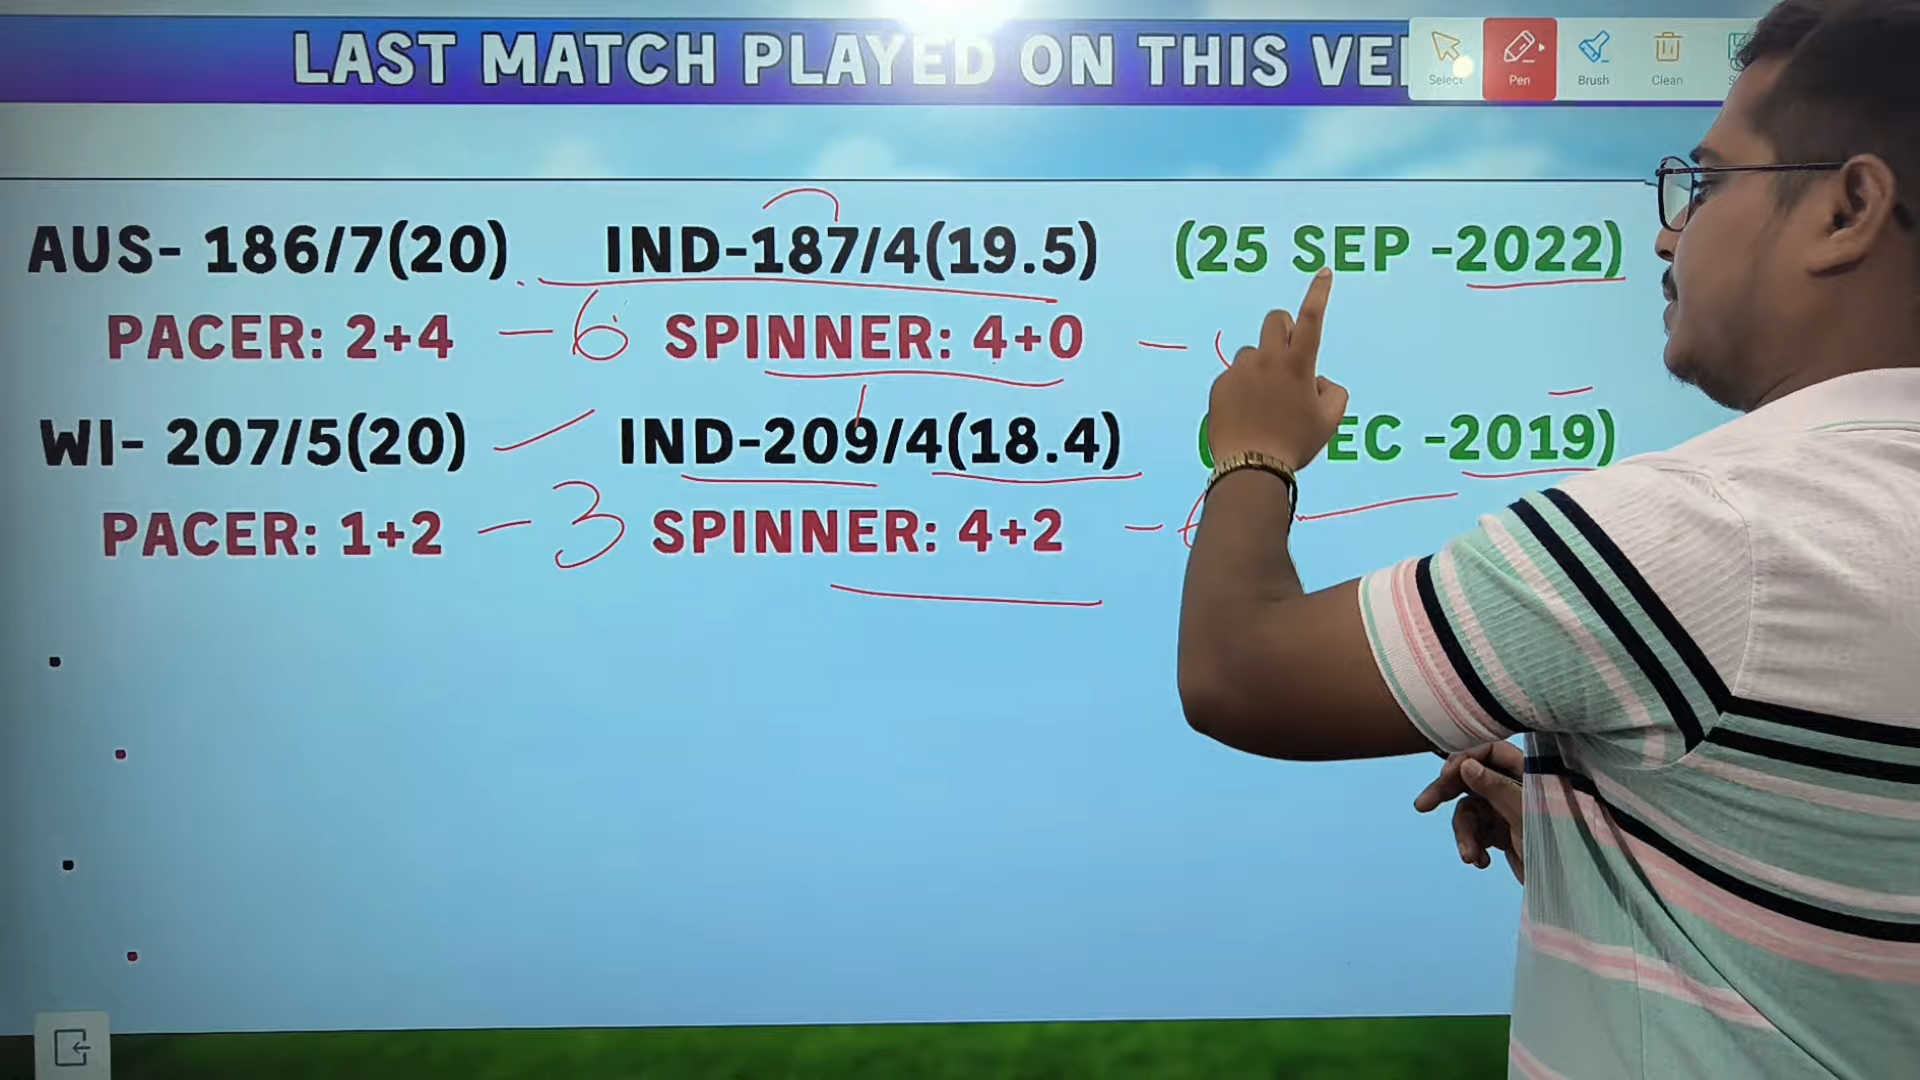 LAST MATCH PLAYED ON THIS
Select Pen Brush Clean
AUS- 186/7(20) IND-187/4(19.5) (25 SEP -2022)
PACER: 2+4 - 6 SPINNER: 4+0 -
WI- 207/5(20) IND-209/4(18.4) EC -2019)
PACER: 1+2 - 3 SPINNER: 4+2 -